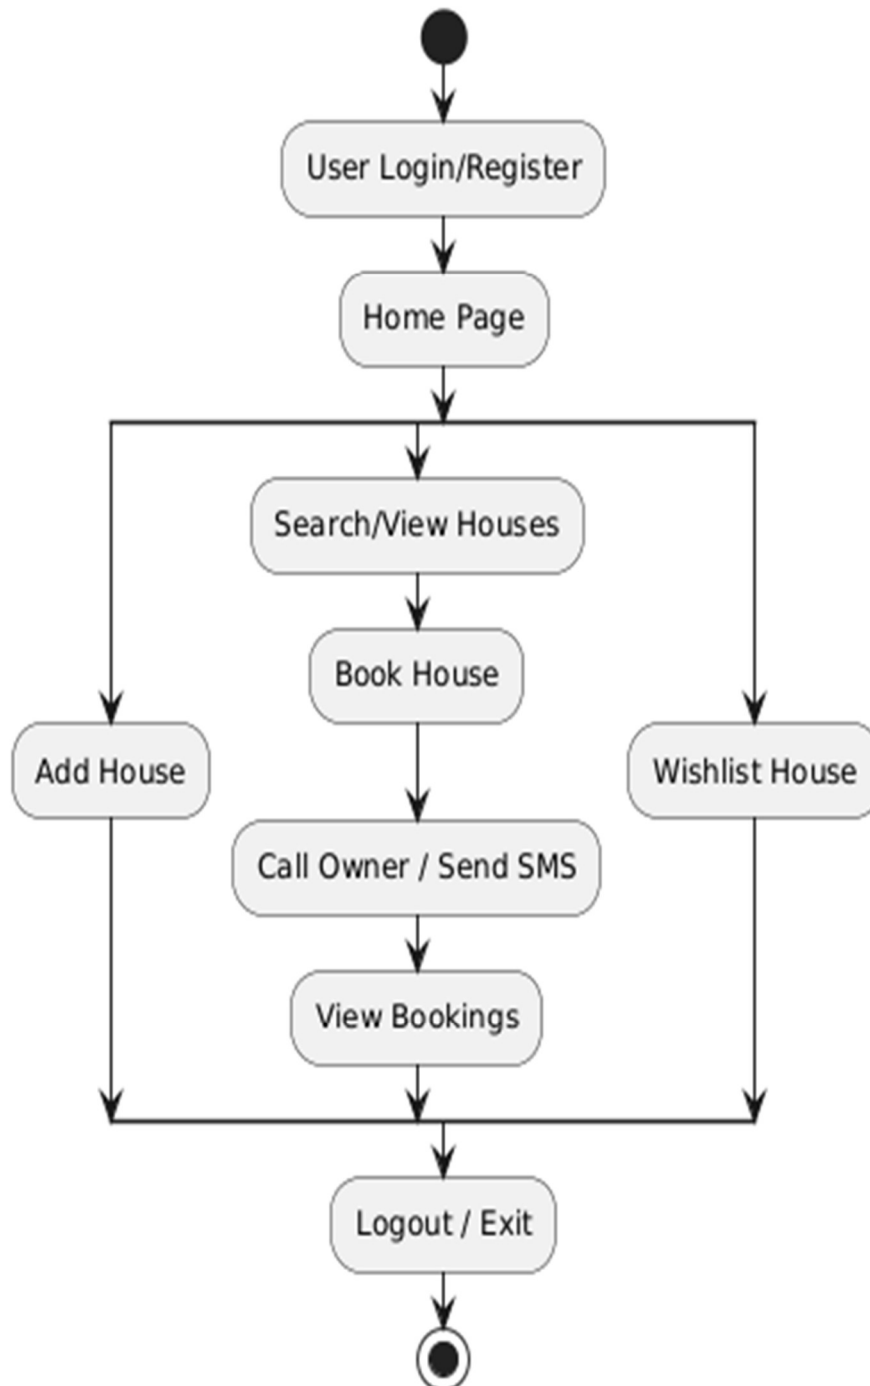 User Login/Register
Home Page
Search/View Houses
Book House
Add House
Wishlist House
Call Owner / Send SMS
View Bookings
Logout / Exit